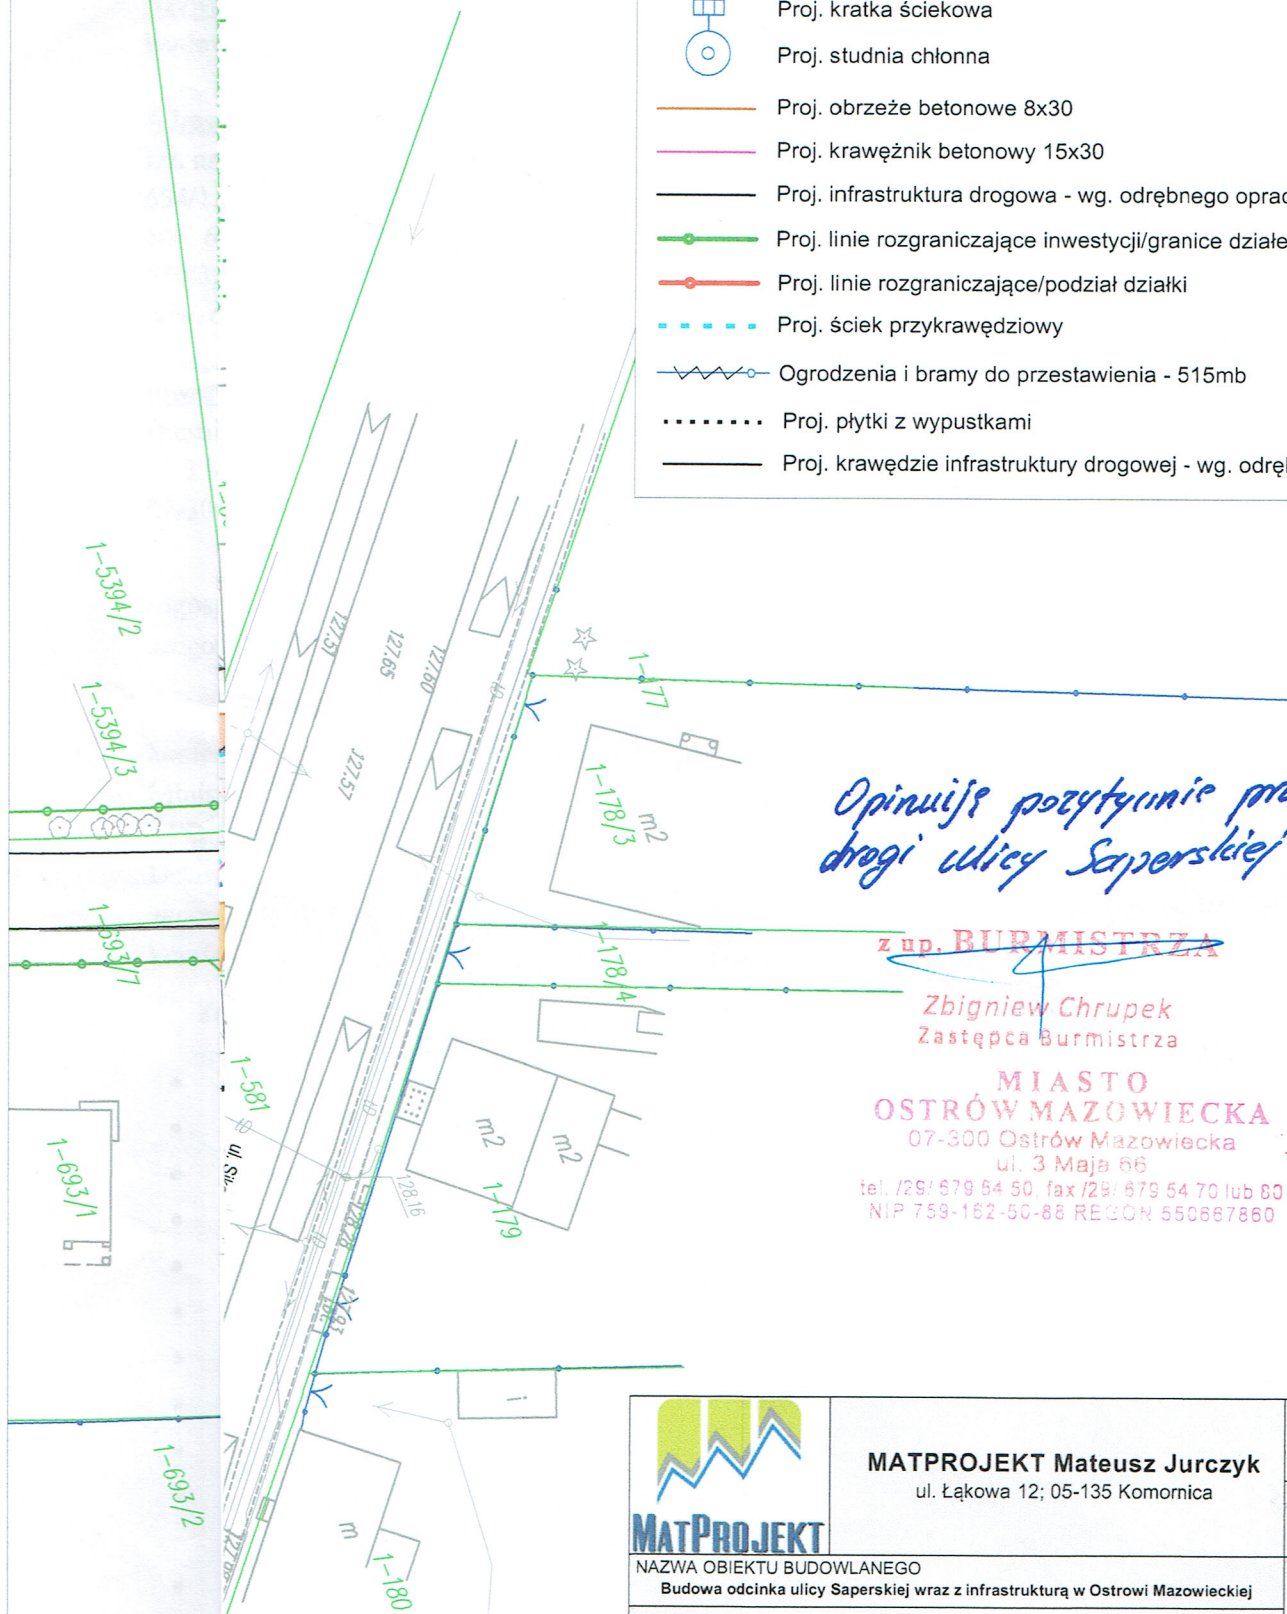 Proj. kratka ściekowa
Proj. studnia chłonna
Proj. obrzeże betonowe 8x30
Proj. krawężnik betonowy 15x30
Proj. infrastruktura drogowa - wg. odrębnego oprac
Proj. linie rozgraniczające inwestycji/granice działe
Proj. linie rozgraniczające/podział działki
Proj. ściek przykrawędziowy
Ogrodzenia i bramy do przestawienia - 515mb
Proj. płytki z wypustkami
Proj. krawędzie infrastruktury drogowej - wg. odręb
1-5394/2
1-5394/3
1-693/7
1-581
1-693/1
1-693/2
127.51
127.65
127.60
127.57
1-177
1-178/3
m2
1-178/4
m2
m2
1-179
128.16
128.28
127.93
i
m
1-180
Opiniuję pozytywnie
drogi ulicy Saperskiej
z up. BURMISTRZA
Zbigniew Chrupek
Zastępca Burmistrza
MIASTO
OSTRÓW MAZOWIECKA
07-300 Ostrów Mazowiecka
ul. 3 Maja 66
tel. /29/ 679 54 50, fax /29/ 679 54 70 lub 80
NIP 759-162-50-88 REGON 550667860
MATPROJEKT
MATPROJEKT Mateusz Jurczyk
ul. Łąkowa 12; 05-135 Komornica
NAZWA OBIEKTU BUDOWLANEGO
Budowa odcinka ulicy Saperskiej wraz z infrastrukturą w Ostrowi Mazowieckiej